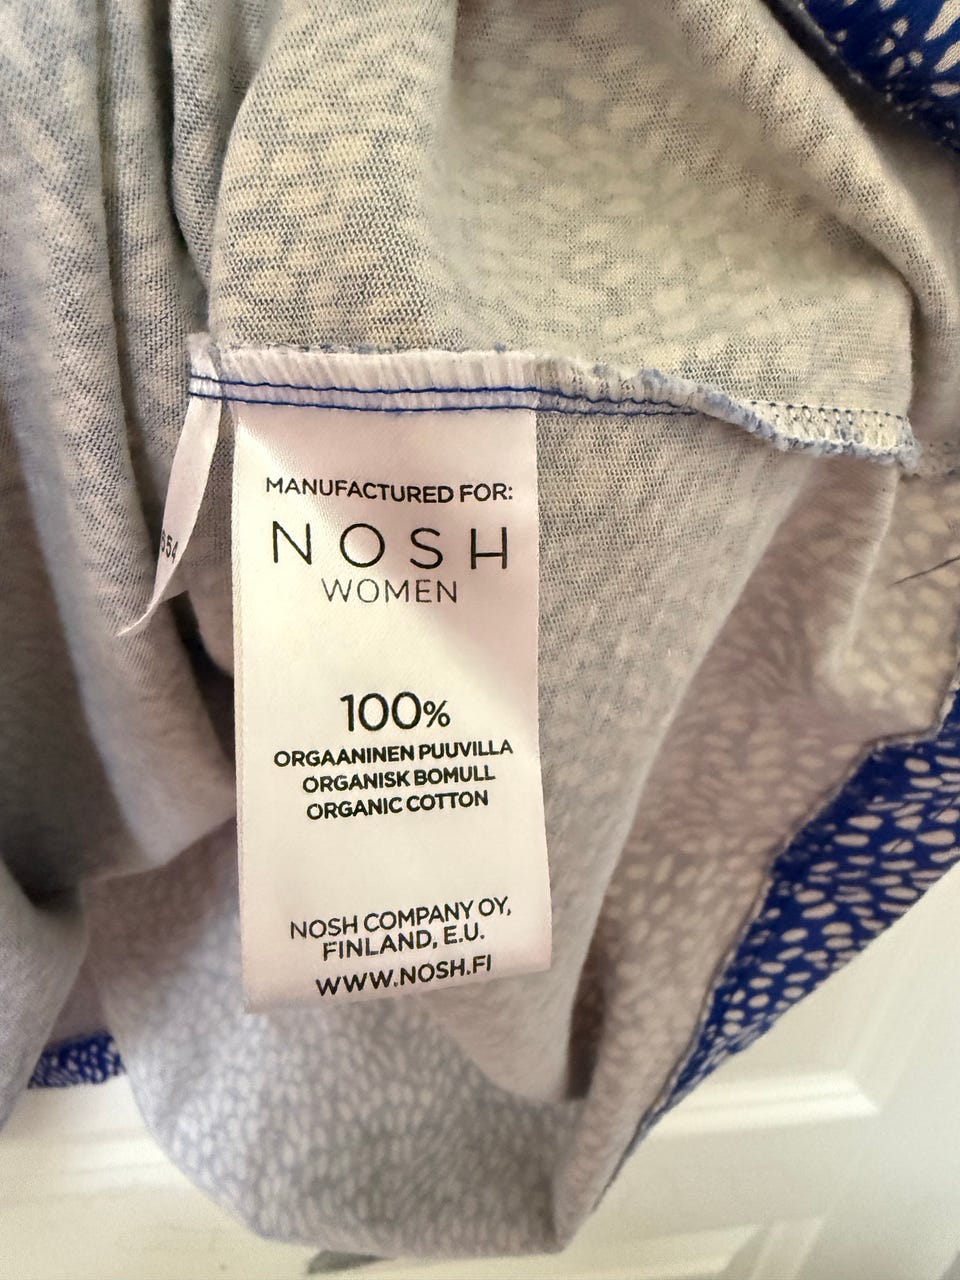 MANUFACTURED FOR:
NOSH
WOMEN
100%
ORGAANINEN PUUVILLA
ORGANISK BOMULL
ORGANIC COTTON
NOSH COMPANY OY,
FINLAND, E.U.
WWW.NOSH.FI